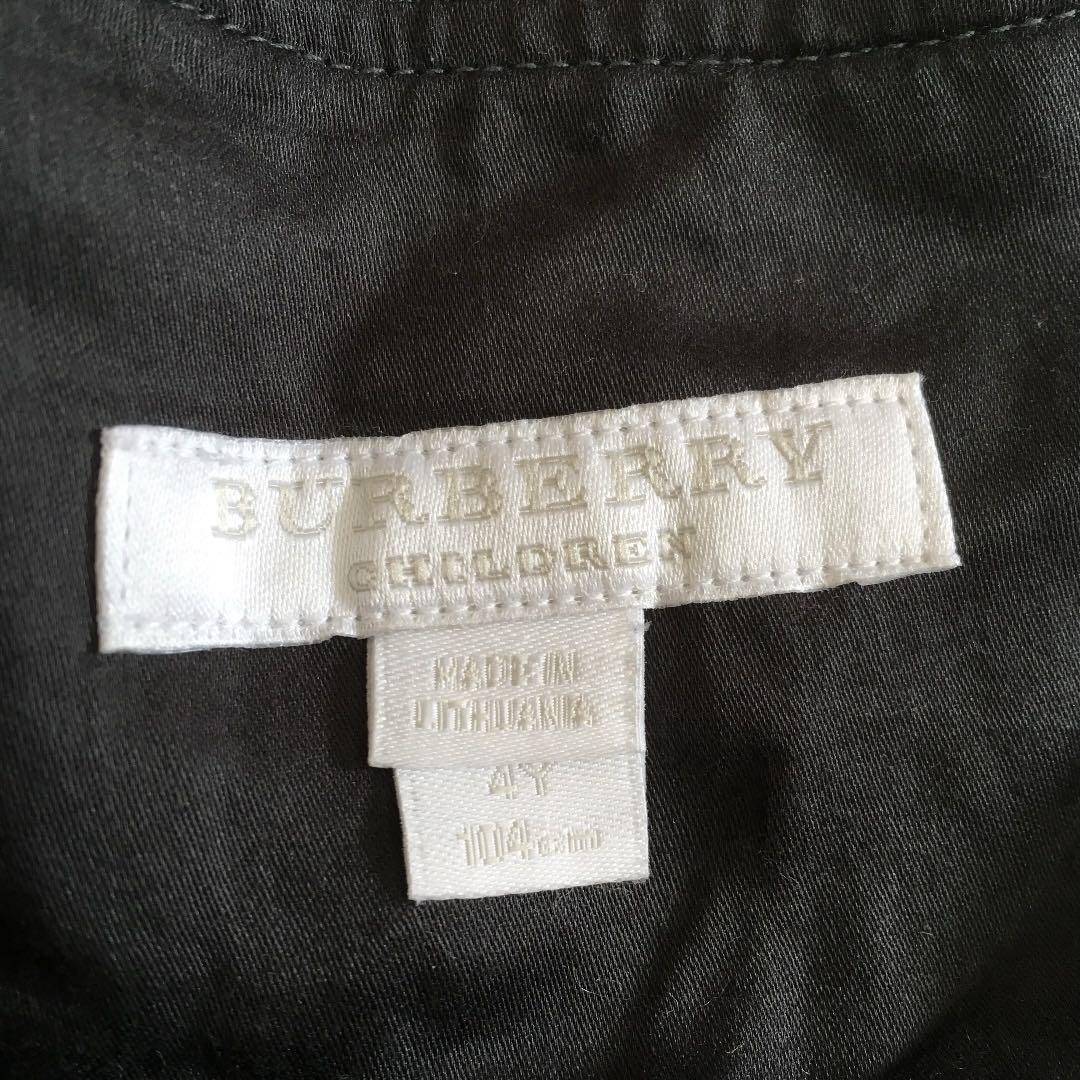 BURBERRY
CHILDREN
MADE IN
LITHUANIA
4Y
104cm